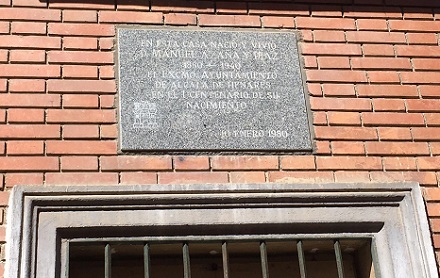 EN ESTA CASA NACIO Y VIVIO
D. MANUEL AZAÑA DIAZ
1880 - 1940
EL EXCMO. AYUNTAMIENTO
DE ALCALA DE HENARES
EN EL I CENTENARIO DE SU
NACIMIENTO
10 ENERO 1980